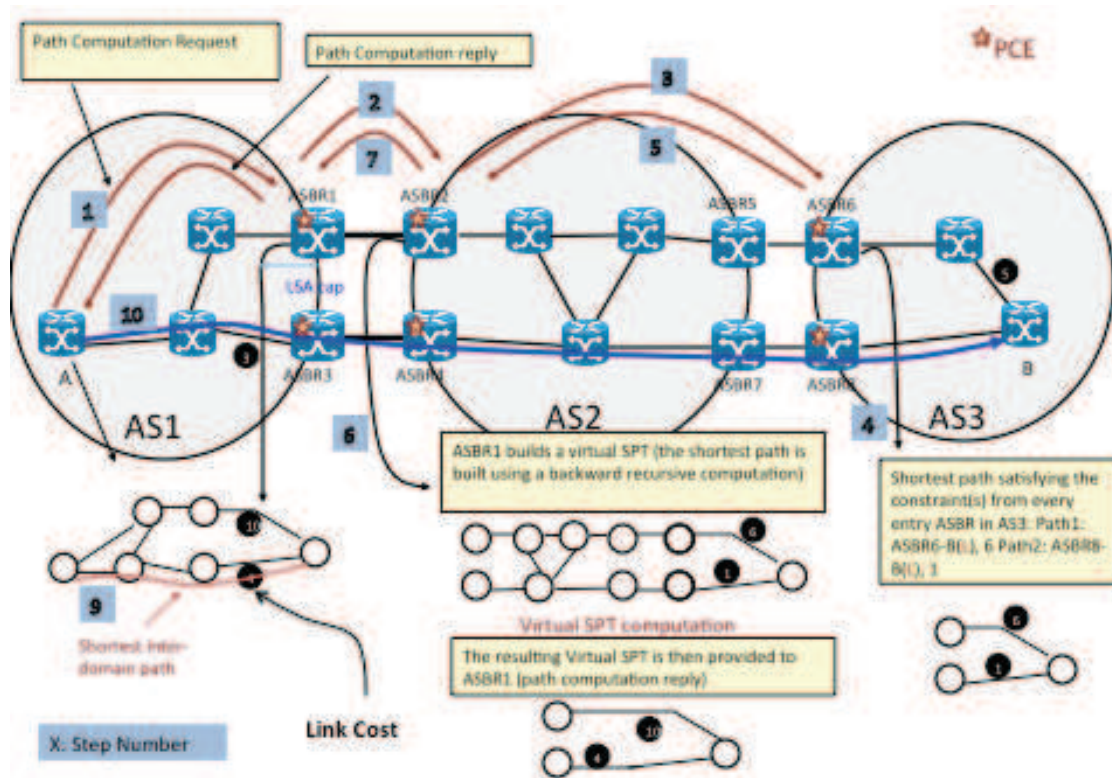 Path Computation Request
Path Computation reply
PCE
3
2
7
5
1
ASBR1
ASBR2
ASBR5
ASBR6
LSA cap
5
10
3
A
ASBR3
ASBR7
B
AS1
AS2
AS3
6
4
ASBR1 builds a virtual SPT (the shortest path is
built using a backward recursive computation)
Shortest path satisfying the
constraint(s) from every
entry ASBR in AS3: Path1:
ASBR6-B(L), 6 Path2: ASBR8-
B(L), 1
10
6
1
9
Shortest inter-
domain path
Virtual SPT computation
The resulting Virtual SPT is then provided to
ASBR1 (path computation reply)
6
1
Link Cost
X: Step Number
10
4